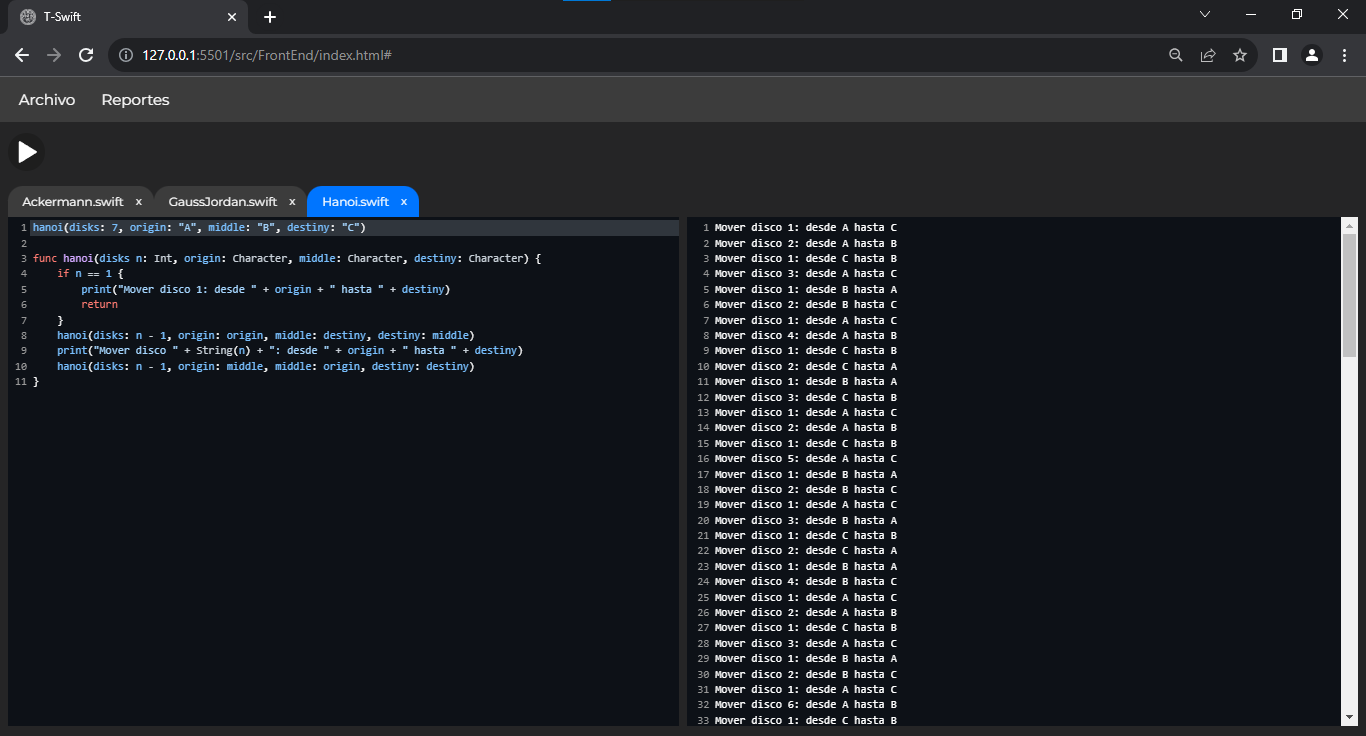 T-Swift
127.0.0.1:5501/src/FrontEnd/index.html#
Archivo Reportes
Ackermann.swift x GaussJordan.swift x Hanoi.swift x
1 hanoi(disks: 7, origin: "A", middle: "B", destiny: "C")
2
3 func hanoi(disks n: Int, origin: Character, middle: Character, destiny: Character) {
4     if n == 1 {
5         print("Mover disco 1: desde " + origin + " hasta " + destiny)
6         return
7     }
8     hanoi(disks: n - 1, origin: origin, middle: destiny, destiny: middle)
9     print("Mover disco " + String(n) + ": desde " + origin + " hasta " + destiny)
10     hanoi(disks: n - 1, origin: middle, middle: origin, destiny: destiny)
11 }
1 Mover disco 1: desde A hasta C
2 Mover disco 2: desde A hasta B
3 Mover disco 1: desde C hasta B
4 Mover disco 3: desde A hasta C
5 Mover disco 1: desde B hasta A
6 Mover disco 2: desde B hasta C
7 Mover disco 1: desde A hasta C
8 Mover disco 4: desde A hasta B
9 Mover disco 1: desde C hasta B
10 Mover disco 2: desde C hasta A
11 Mover disco 1: desde B hasta A
12 Mover disco 3: desde C hasta B
13 Mover disco 1: desde A hasta C
14 Mover disco 2: desde A hasta B
15 Mover disco 1: desde C hasta B
16 Mover disco 5: desde A hasta C
17 Mover disco 1: desde B hasta A
18 Mover disco 2: desde B hasta C
19 Mover disco 1: desde A hasta C
20 Mover disco 3: desde B hasta A
21 Mover disco 1: desde C hasta B
22 Mover disco 2: desde C hasta A
23 Mover disco 1: desde B hasta A
24 Mover disco 4: desde B hasta C
25 Mover disco 1: desde A hasta C
26 Mover disco 2: desde A hasta B
27 Mover disco 1: desde C hasta B
28 Mover disco 3: desde A hasta C
29 Mover disco 1: desde B hasta A
30 Mover disco 2: desde B hasta C
31 Mover disco 1: desde A hasta C
32 Mover disco 6: desde A hasta B
33 Mover disco 1: desde C hasta B